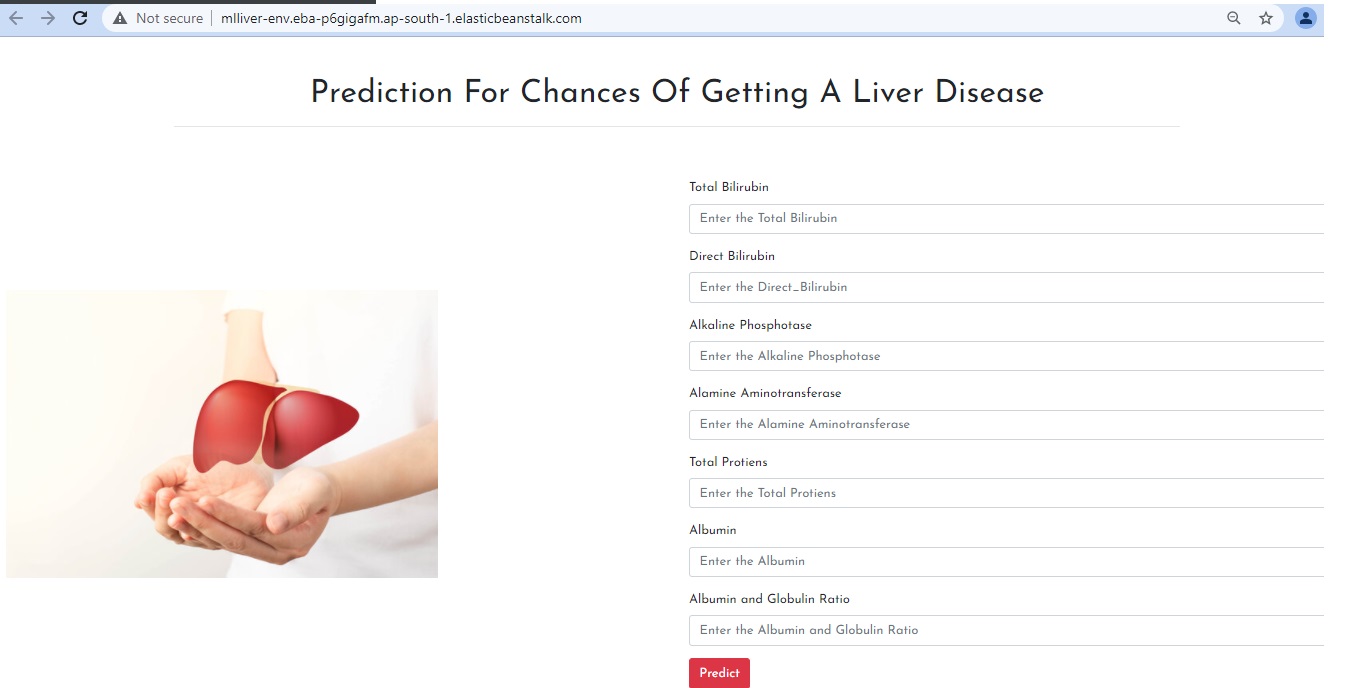 Not secure mlliver-env.eba-p6gigafm.ap-south-1.elasticbeanstalk.com
Prediction For Chances Of Getting A Liver Disease
Total Bilirubin
Enter the Total Bilirubin
Direct Bilirubin
Enter the Direct_Bilirubin
Alkaline Phosphotase
Enter the Alkaline Phosphotase
Alamine Aminotransferase
Enter the Alamine Aminotransferase
Total Protiens
Enter the Total Protiens
Albumin
Enter the Albumin
Albumin and Globulin Ratio
Enter the Albumin and Globulin Ratio
Predict